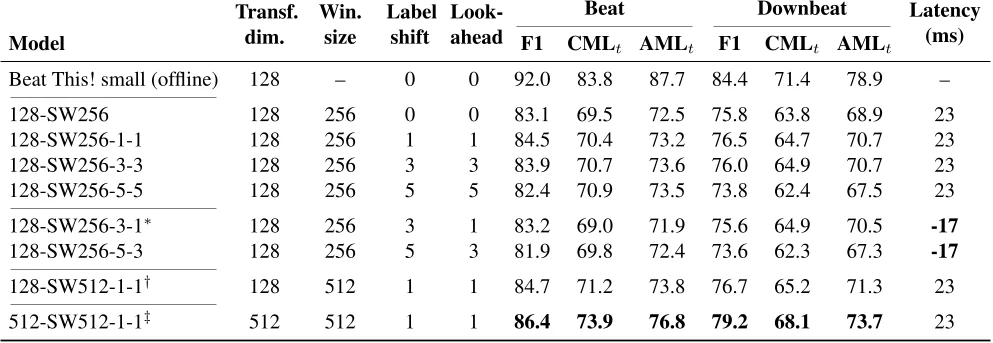 Model Transf. dim. Win. size Label shift Look-ahead Beat Downbeat Latency (ms)
F1 CMLt AMLt F1 CMLt AMLt
Beat This! small (offline) 128 – 0 0 92.0 83.8 87.7 84.4 71.4 78.9 –
128-SW256 128 256 0 0 83.1 69.5 72.5 75.8 63.8 68.9 23
128-SW256-1-1 128 256 1 1 84.5 70.4 73.2 76.5 64.7 70.7 23
128-SW256-3-3 128 256 3 3 83.9 70.7 73.6 76.0 64.9 70.7 23
128-SW256-5-5 128 256 5 5 82.4 70.9 73.5 73.8 62.4 67.5 23
128-SW256-3-1* 128 256 3 1 83.2 69.0 71.9 75.6 64.9 70.5 -17
128-SW256-5-3 128 256 5 3 81.9 69.8 72.4 73.6 62.3 67.3 -17
128-SW512-1-1† 128 512 1 1 84.7 71.2 73.8 76.7 65.2 71.3 23
512-SW512-1-1‡ 512 512 1 1 86.4 73.9 76.8 79.2 68.1 73.7 23